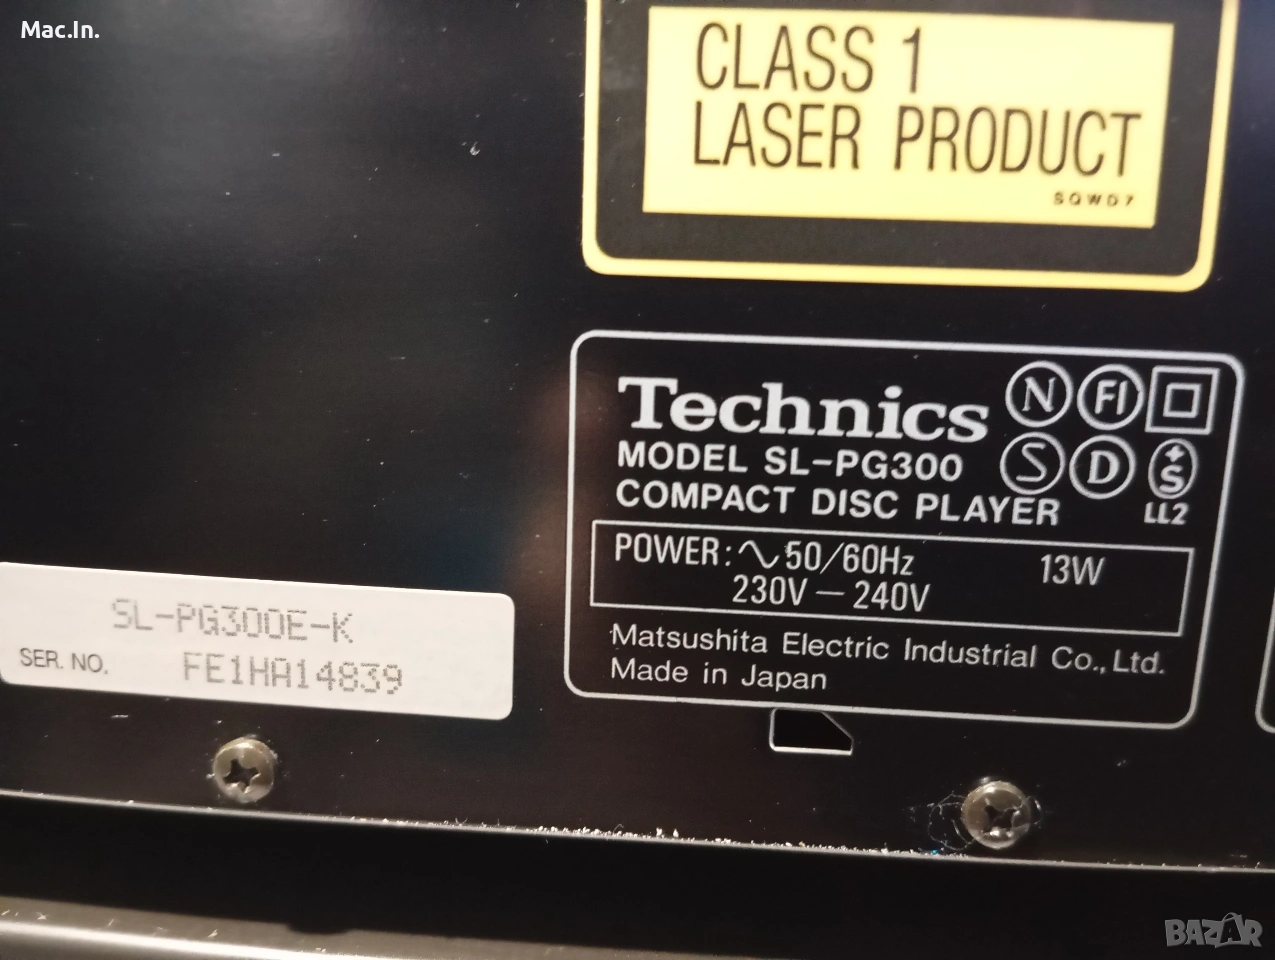 Mac.In.
CLASS 1
LASER PRODUCT
SQWD7
Technics
N FI
MODEL SL-PG300
S D +S
COMPACT DISC PLAYER
LL2
POWER: ∿ 50/60Hz 13W
230V — 240V
Matsushita Electric Industrial Co., Ltd.
Made in Japan
SL-PG300E-K
SER. NO. FE1HA14839
BAZAR